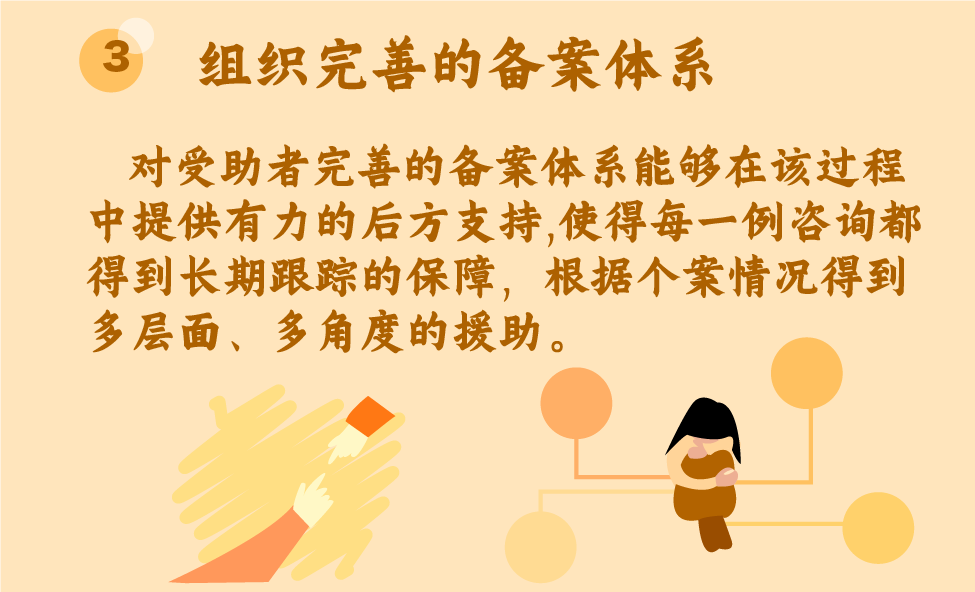 3 组织完善的备案体系
对受助者完善的备案体系能够在该过程
中提供有力的后方支持,使得每一例咨询都
得到长期跟踪的保障，根据个案情况得到
多层面、多角度的援助。